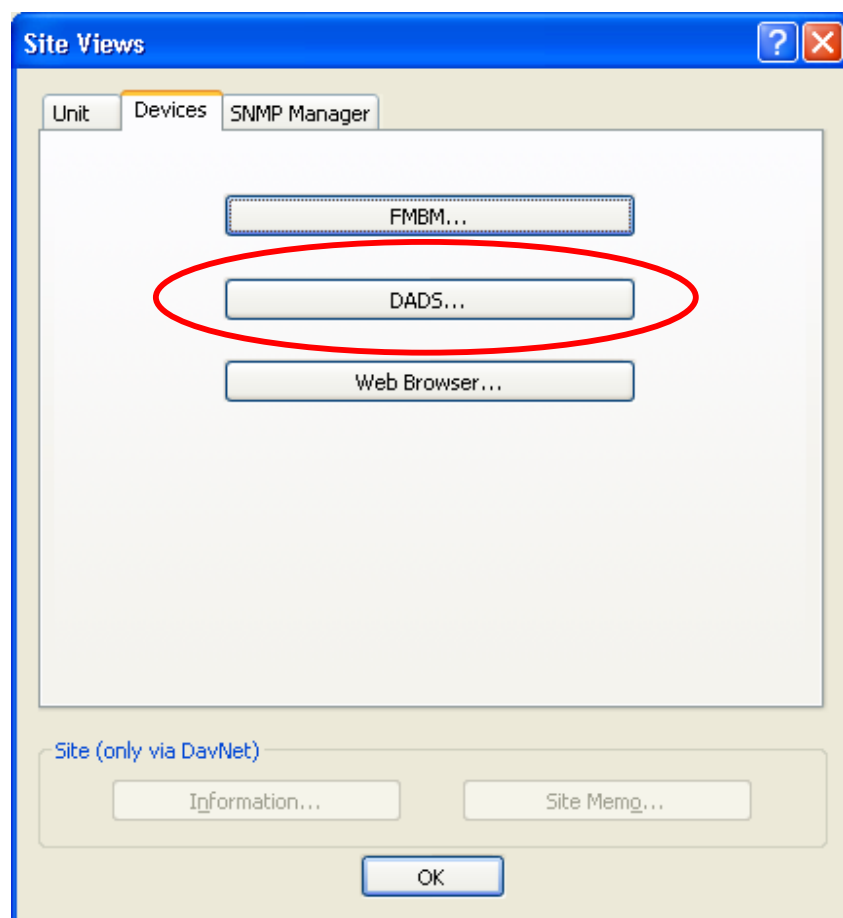 Site Views
Unit Devices SNMP Manager
FMBM...
DADS...
Web Browser...
Site (only via DavNet)
Information... Site Memo...
OK